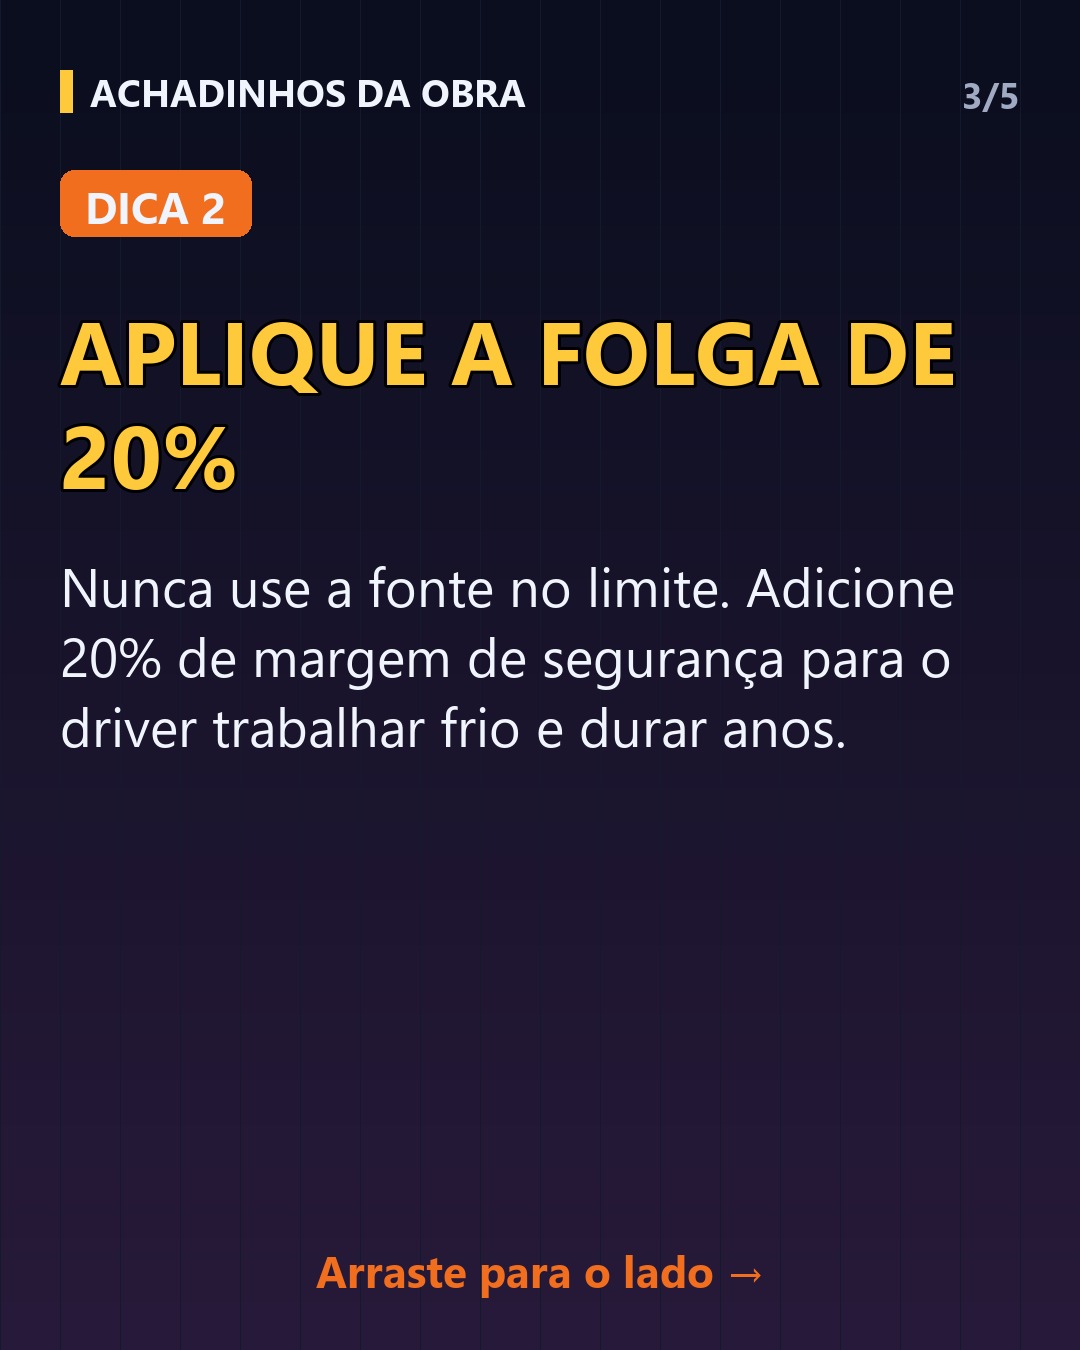 ACHADINHOS DA OBRA
3/5
DICA 2
APLIQUE A FOLGA DE
20%
Nunca use a fonte no limite. Adicione
20% de margem de segurança para o
driver trabalhar frio e durar anos.
Arraste para o lado →